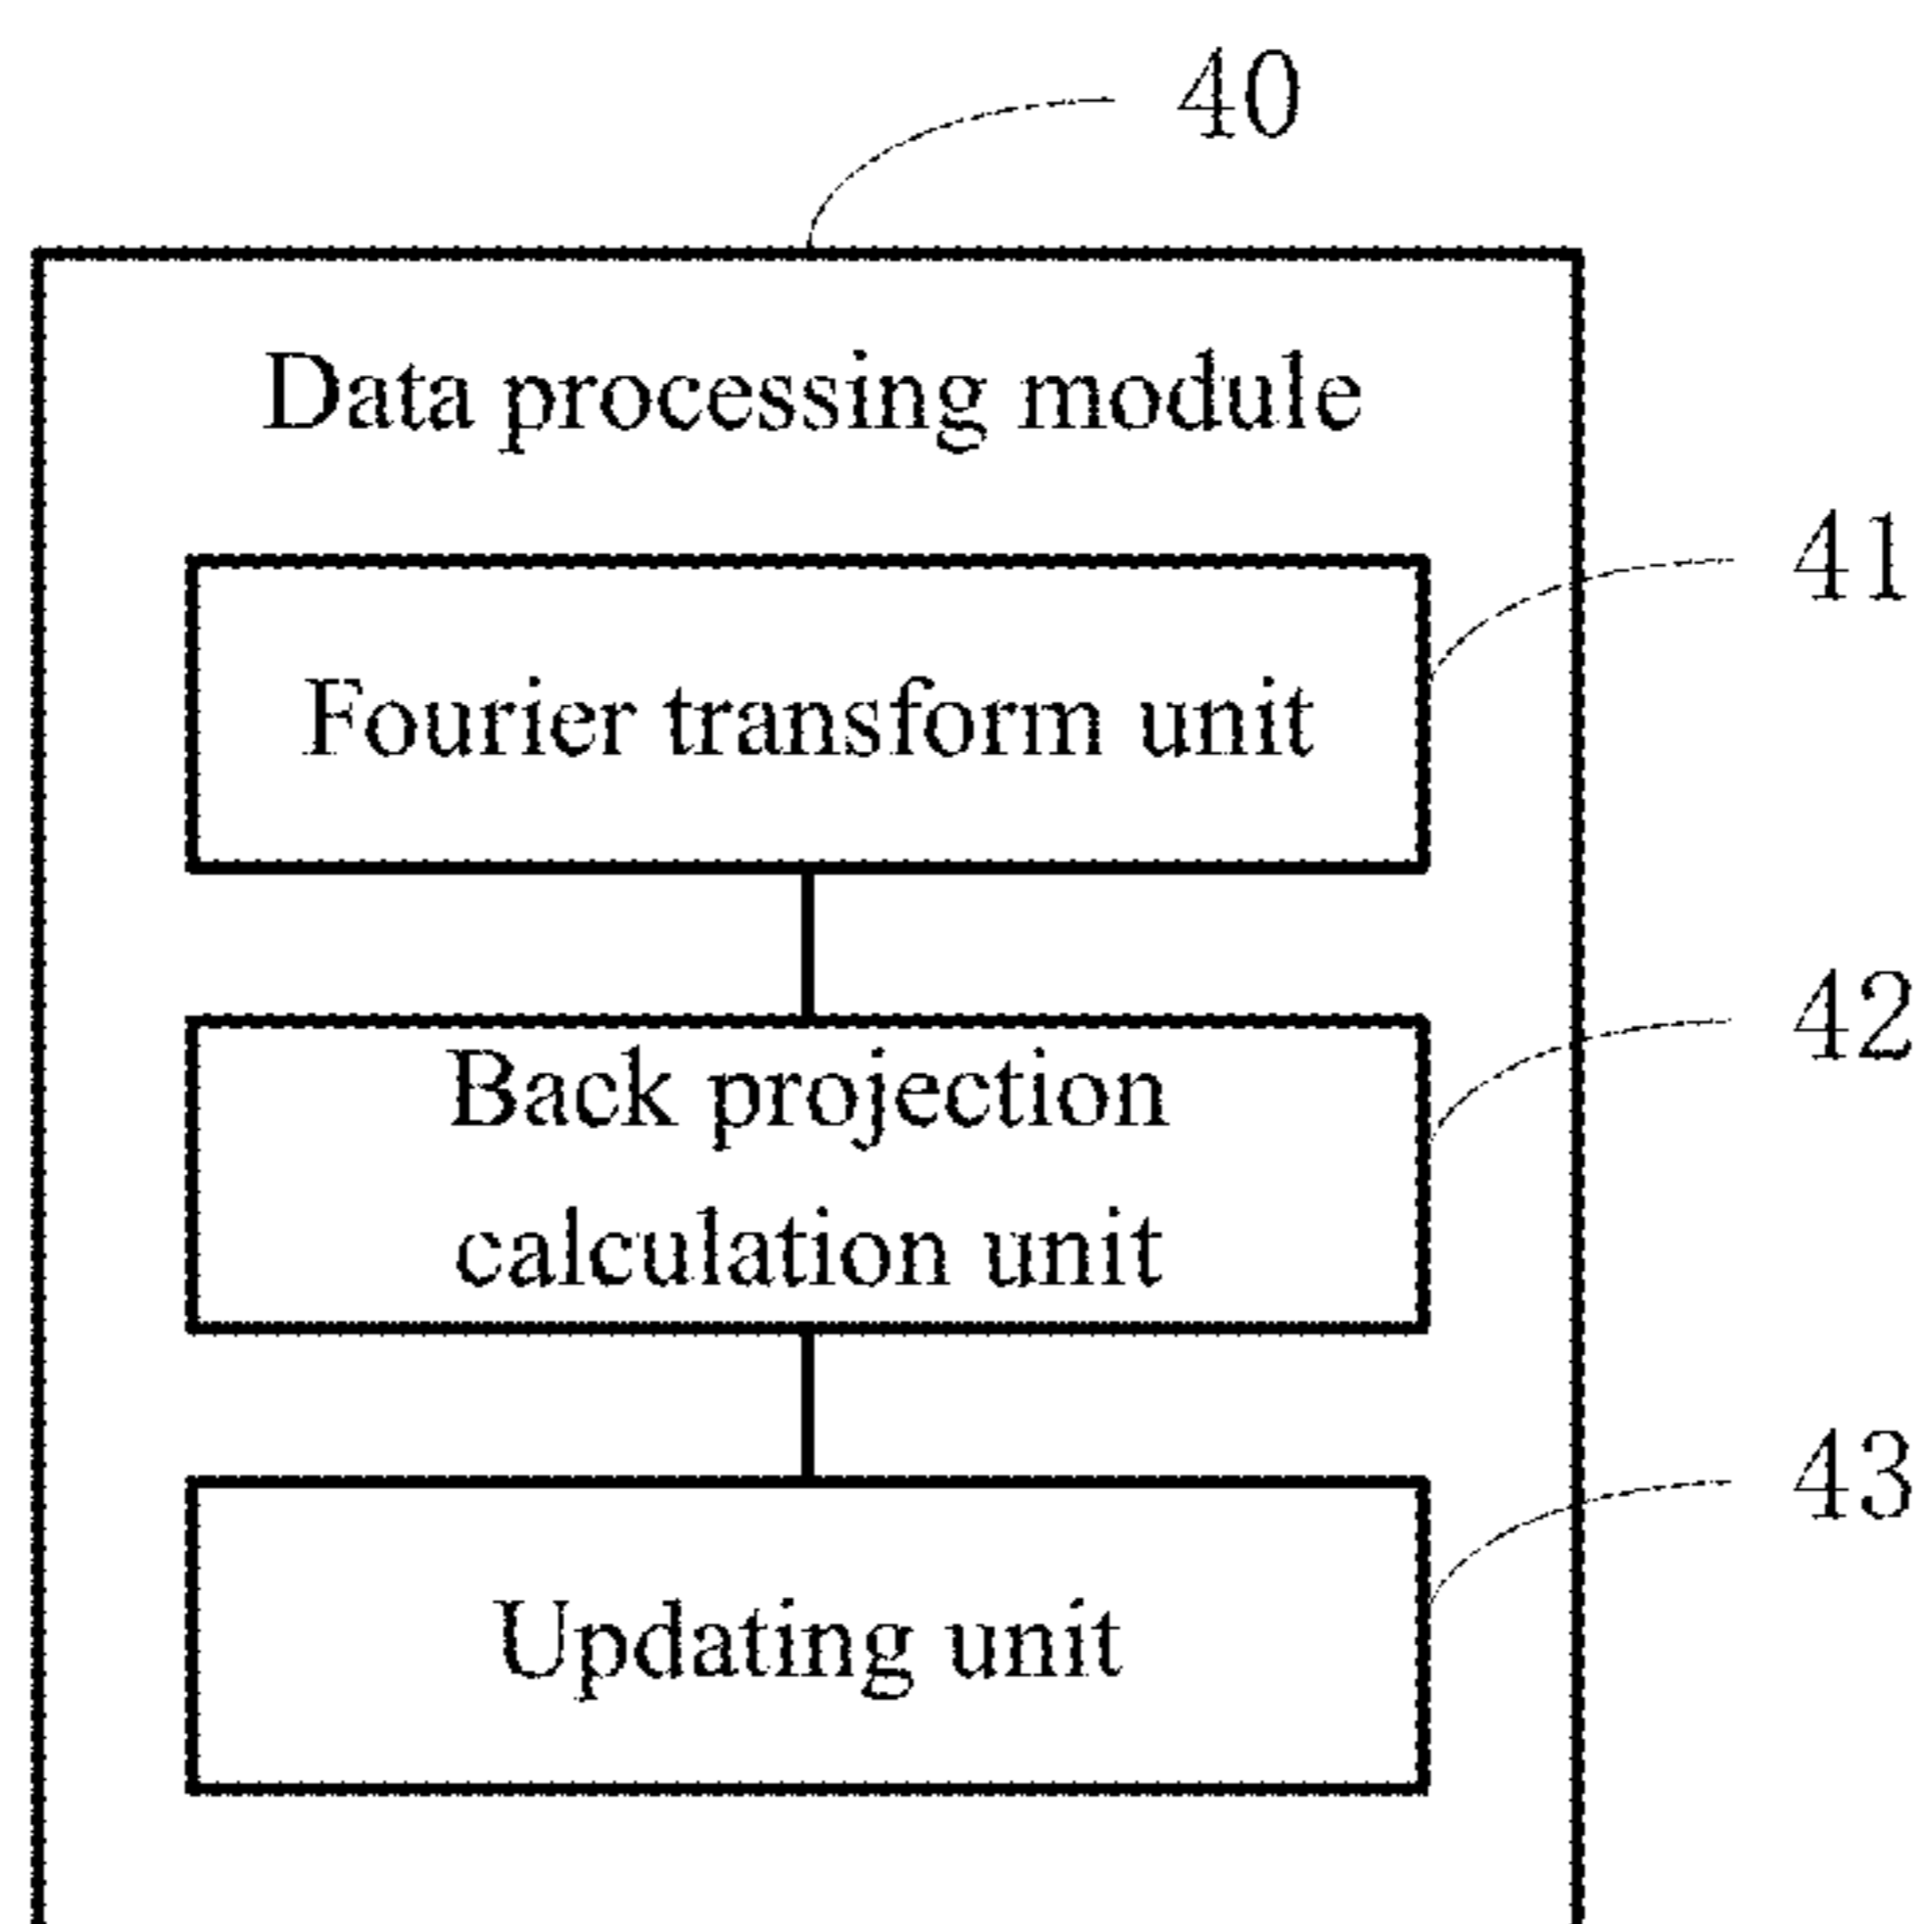 40
Data processing module
41
Fourier transform unit
42
Back projection
calculation unit
43
Updating unit